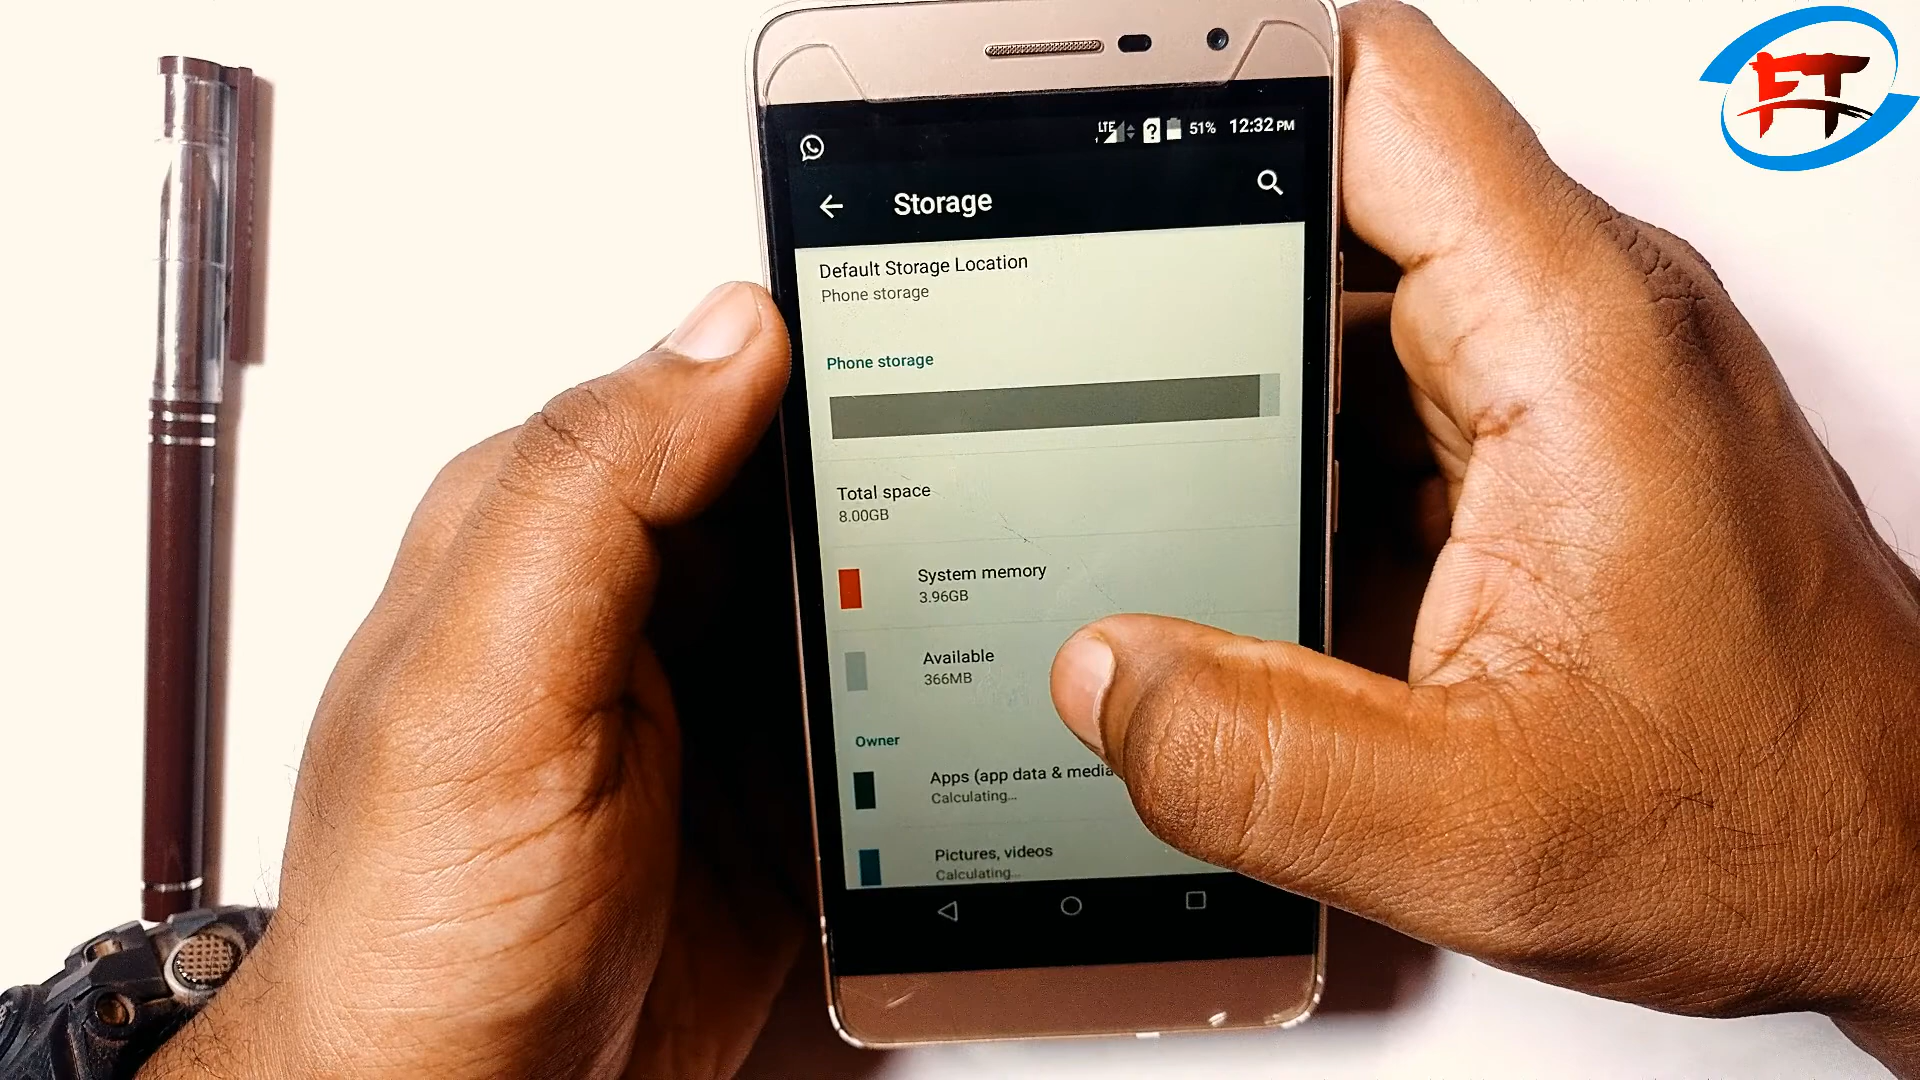 FT
LTE 51% 12:32 PM
Storage
Default Storage Location
Phone storage
Phone storage
Total space
8.00GB
System memory
3.96GB
Available
366MB
Owner
Apps (app data & media
Calculating...
Pictures, videos
Calculating...